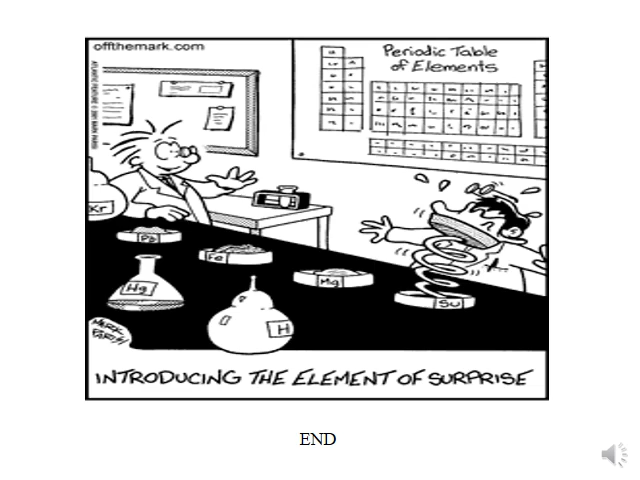 offthemark.com
Periodic Table
of Elements
Kr
Pb
Fe
Mg
Su
Hg
H
MARK
PARISI
INTRODUCING THE ELEMENT OF SURPRISE
END